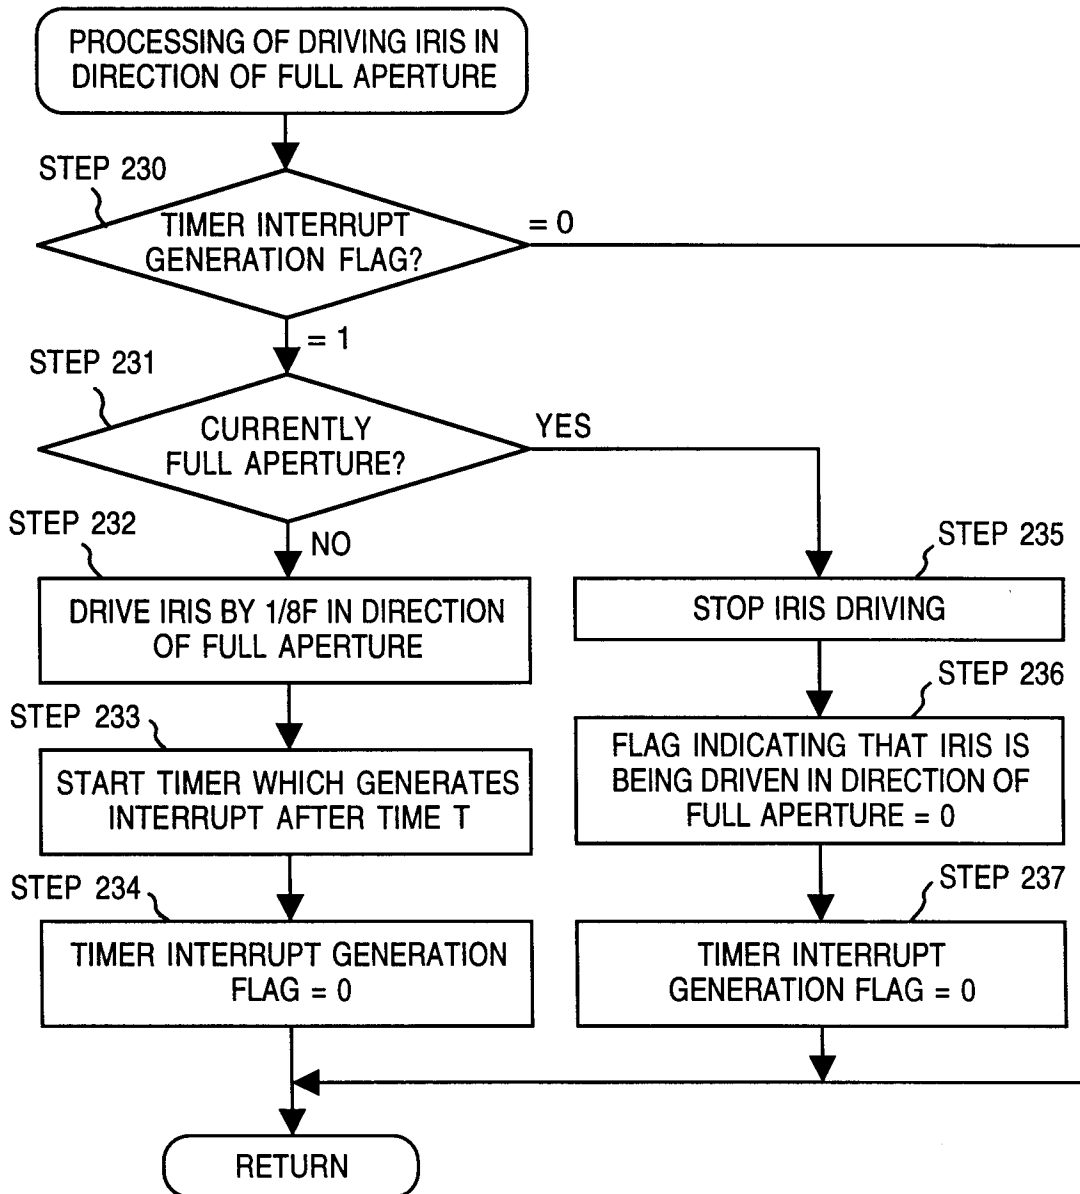 PROCESSING OF DRIVING IRIS IN
DIRECTION OF FULL APERTURE
STEP 230
TIMER INTERRUPT
GENERATION FLAG?
= 0
= 1
STEP 231
CURRENTLY
FULL APERTURE?
YES
NO
STEP 232
DRIVE IRIS BY 1/8F IN DIRECTION
OF FULL APERTURE
STEP 233
START TIMER WHICH GENERATES
INTERRUPT AFTER TIME T
STEP 234
TIMER INTERRUPT GENERATION
FLAG = 0
STEP 235
STOP IRIS DRIVING
STEP 236
FLAG INDICATING THAT IRIS IS
BEING DRIVEN IN DIRECTION OF
FULL APERTURE = 0
STEP 237
TIMER INTERRUPT
GENERATION FLAG = 0
RETURN